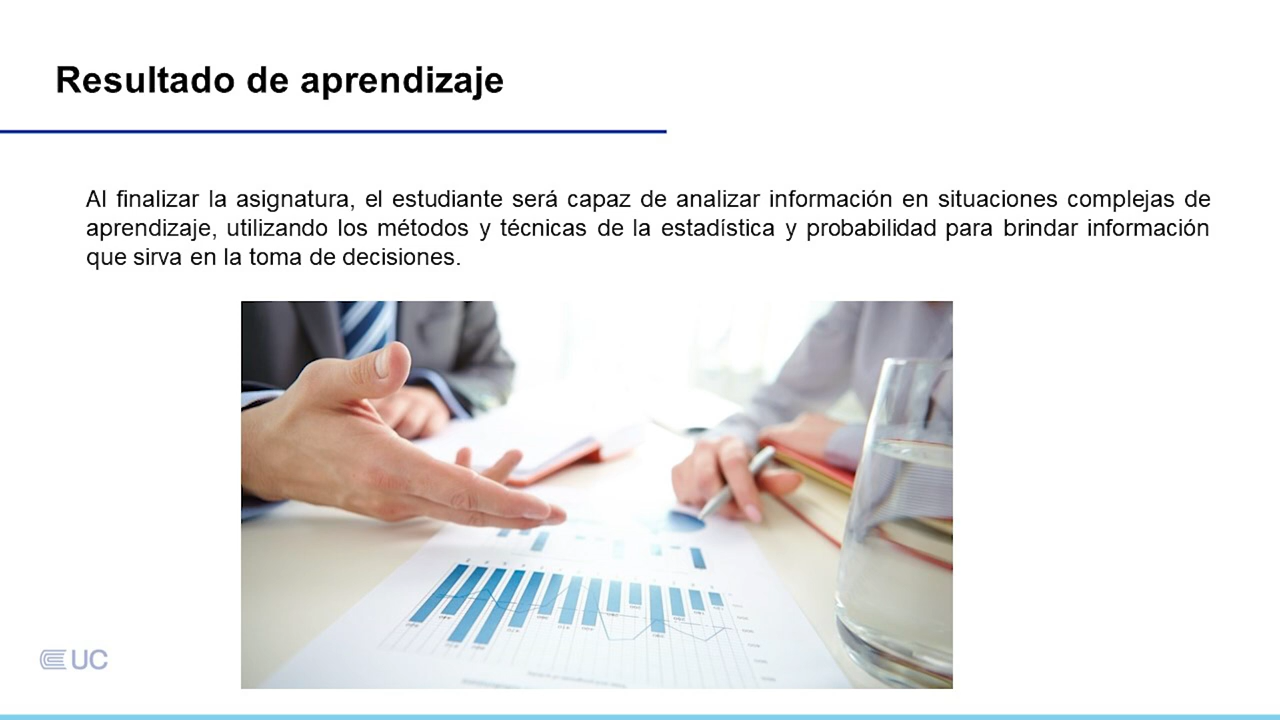 Resultado de aprendizaje
Al finalizar la asignatura, el estudiante será capaz de analizar información en situaciones complejas de
aprendizaje, utilizando los métodos y técnicas de la estadística y probabilidad para brindar información
que sirva en la toma de decisiones.
UC